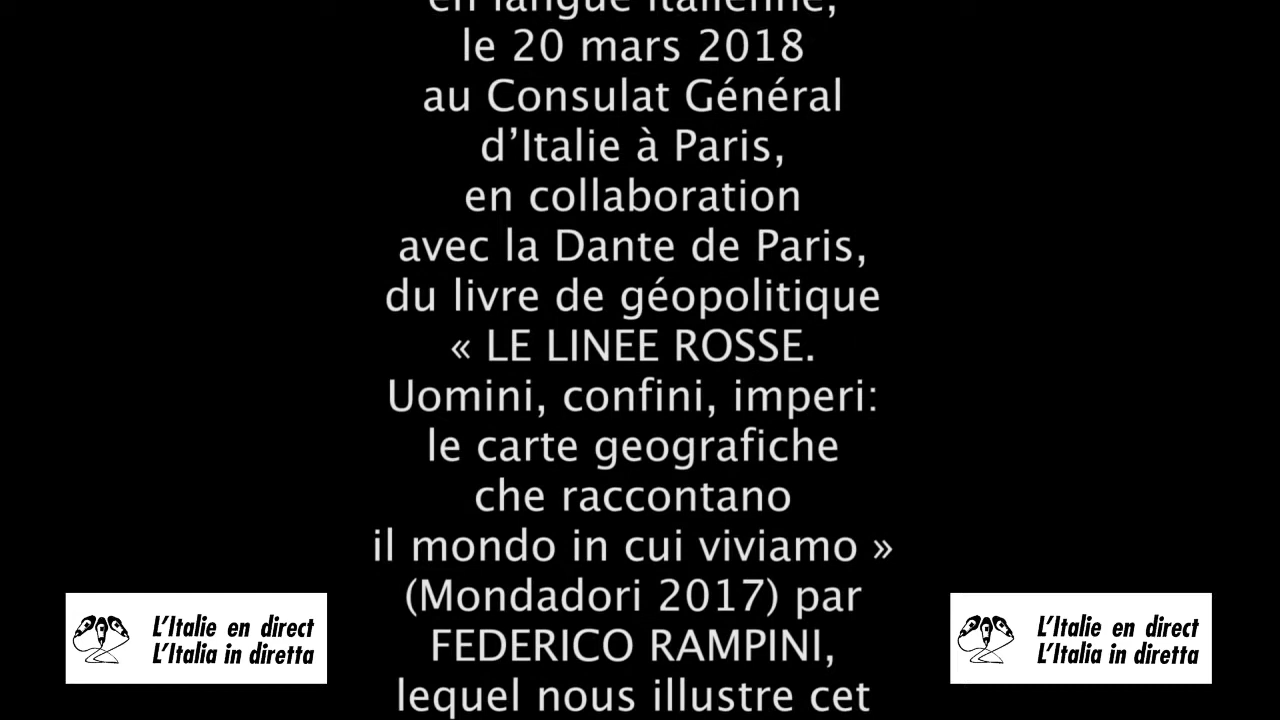 en langue italienne,
le 20 mars 2018
au Consulat Général
d’Italie à Paris,
en collaboration
avec la Dante de Paris,
du livre de géopolitique
« LE LINEE ROSSE.
Uomini, confini, imperi:
le carte geografiche
che raccontano
il mondo in cui viviamo »
(Mondadori 2017) par
FEDERICO RAMPINI,
lequel nous illustre cet
L’Italie en direct
L’Italia in diretta
L’Italie en direct
L’Italia in diretta